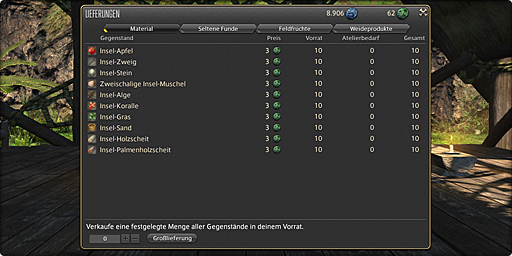 LIEFERUNGEN 8.906 62
Material Seltene Funde Feldfrüchte Weideprodukte
Gegenstand Preis Vorrat Atelierbedarf Gesamt
Insel-Apfel 3 10 0 10
Insel-Zweig 3 10 0 10
Insel-Stein 3 10 0 10
Zweischalige Insel-Muschel 3 10 0 10
Insel-Alge 3 10 0 10
Insel-Koralle 3 10 0 10
Insel-Gras 3 10 0 10
Insel-Sand 3 10 0 10
Insel-Holzscheit 3 10 0 10
Insel-Palmenholzscheit 3 10 0 10
Verkaufe eine festgelegte Menge aller Gegenstände in deinem Vorrat.
0 Großlieferung